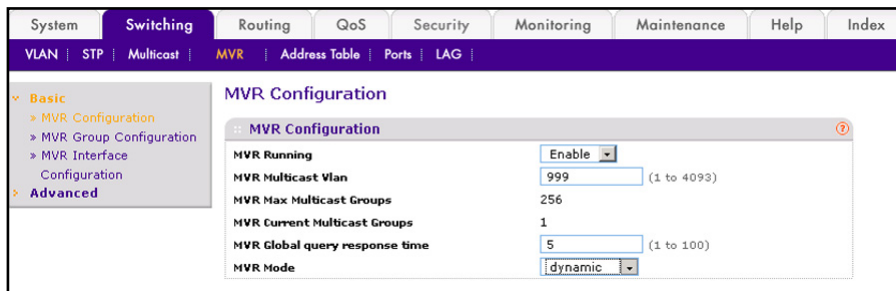 System Switching Routing QoS Security Monitoring Maintenance Help Index
VLAN STP Multicast MVR Address Table Ports LAG
Basic
» MVR Configuration
» MVR Group Configuration
» MVR Interface
Configuration
Advanced
MVR Configuration
MVR Configuration ?
MVR Running Enable
MVR Multicast Vlan 999 (1 to 4093)
MVR Max Multicast Groups 256
MVR Current Multicast Groups 1
MVR Global query response time 5 (1 to 100)
MVR Mode dynamic